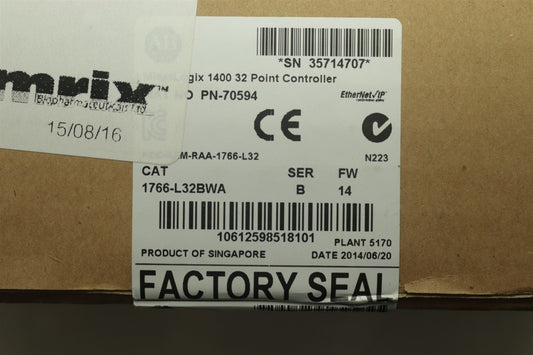 *SN 35714707*
Logix 1400 32 Point Controller
PN-70594
EtherNet/IP
mrix™
Biopharmaceuticals Ltd
15/08/16
CE
M-RAA-1766-L32
N223
CAT SER FW
1766-L32BWA B 14
10612598518101
PLANT 5170
PRODUCT OF SINGAPORE DATE 2014/06/20
FACTORY SEAL